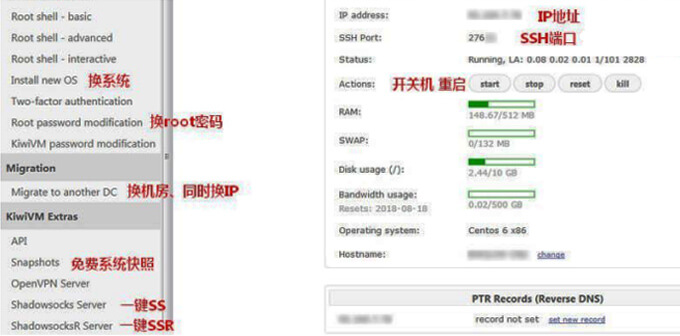 Root shell - basic
Root shell - advanced
Root shell - interactive
Install new OS 换系统
Two-factor authentication
Root password modification 换root密码
KiwiVM password modification
Migration
Migrate to another DC 换机房、同时换IP
KiwiVM Extras
API
Snapshots 免费系统快照
OpenVPN Server
Shadowsocks Server 一键SS
ShadowsocksR Server 一键SSR
IP address: IP地址
SSH Port: 276 SSH端口
Status: Running, LA: 0.08 0.02 0.01 1/101 2828
Actions: 开关机 重启 start stop reset kill
RAM:
148.67/512 MB
SWAP:
0/132 MB
Disk usage (/):
2.44/10 GB
Bandwidth usage:
Resets: 2018-08-18
0.02/500 GB
Operating system: Centos 6 x86
Hostname: change
PTR Records (Reverse DNS)
record not set set new record